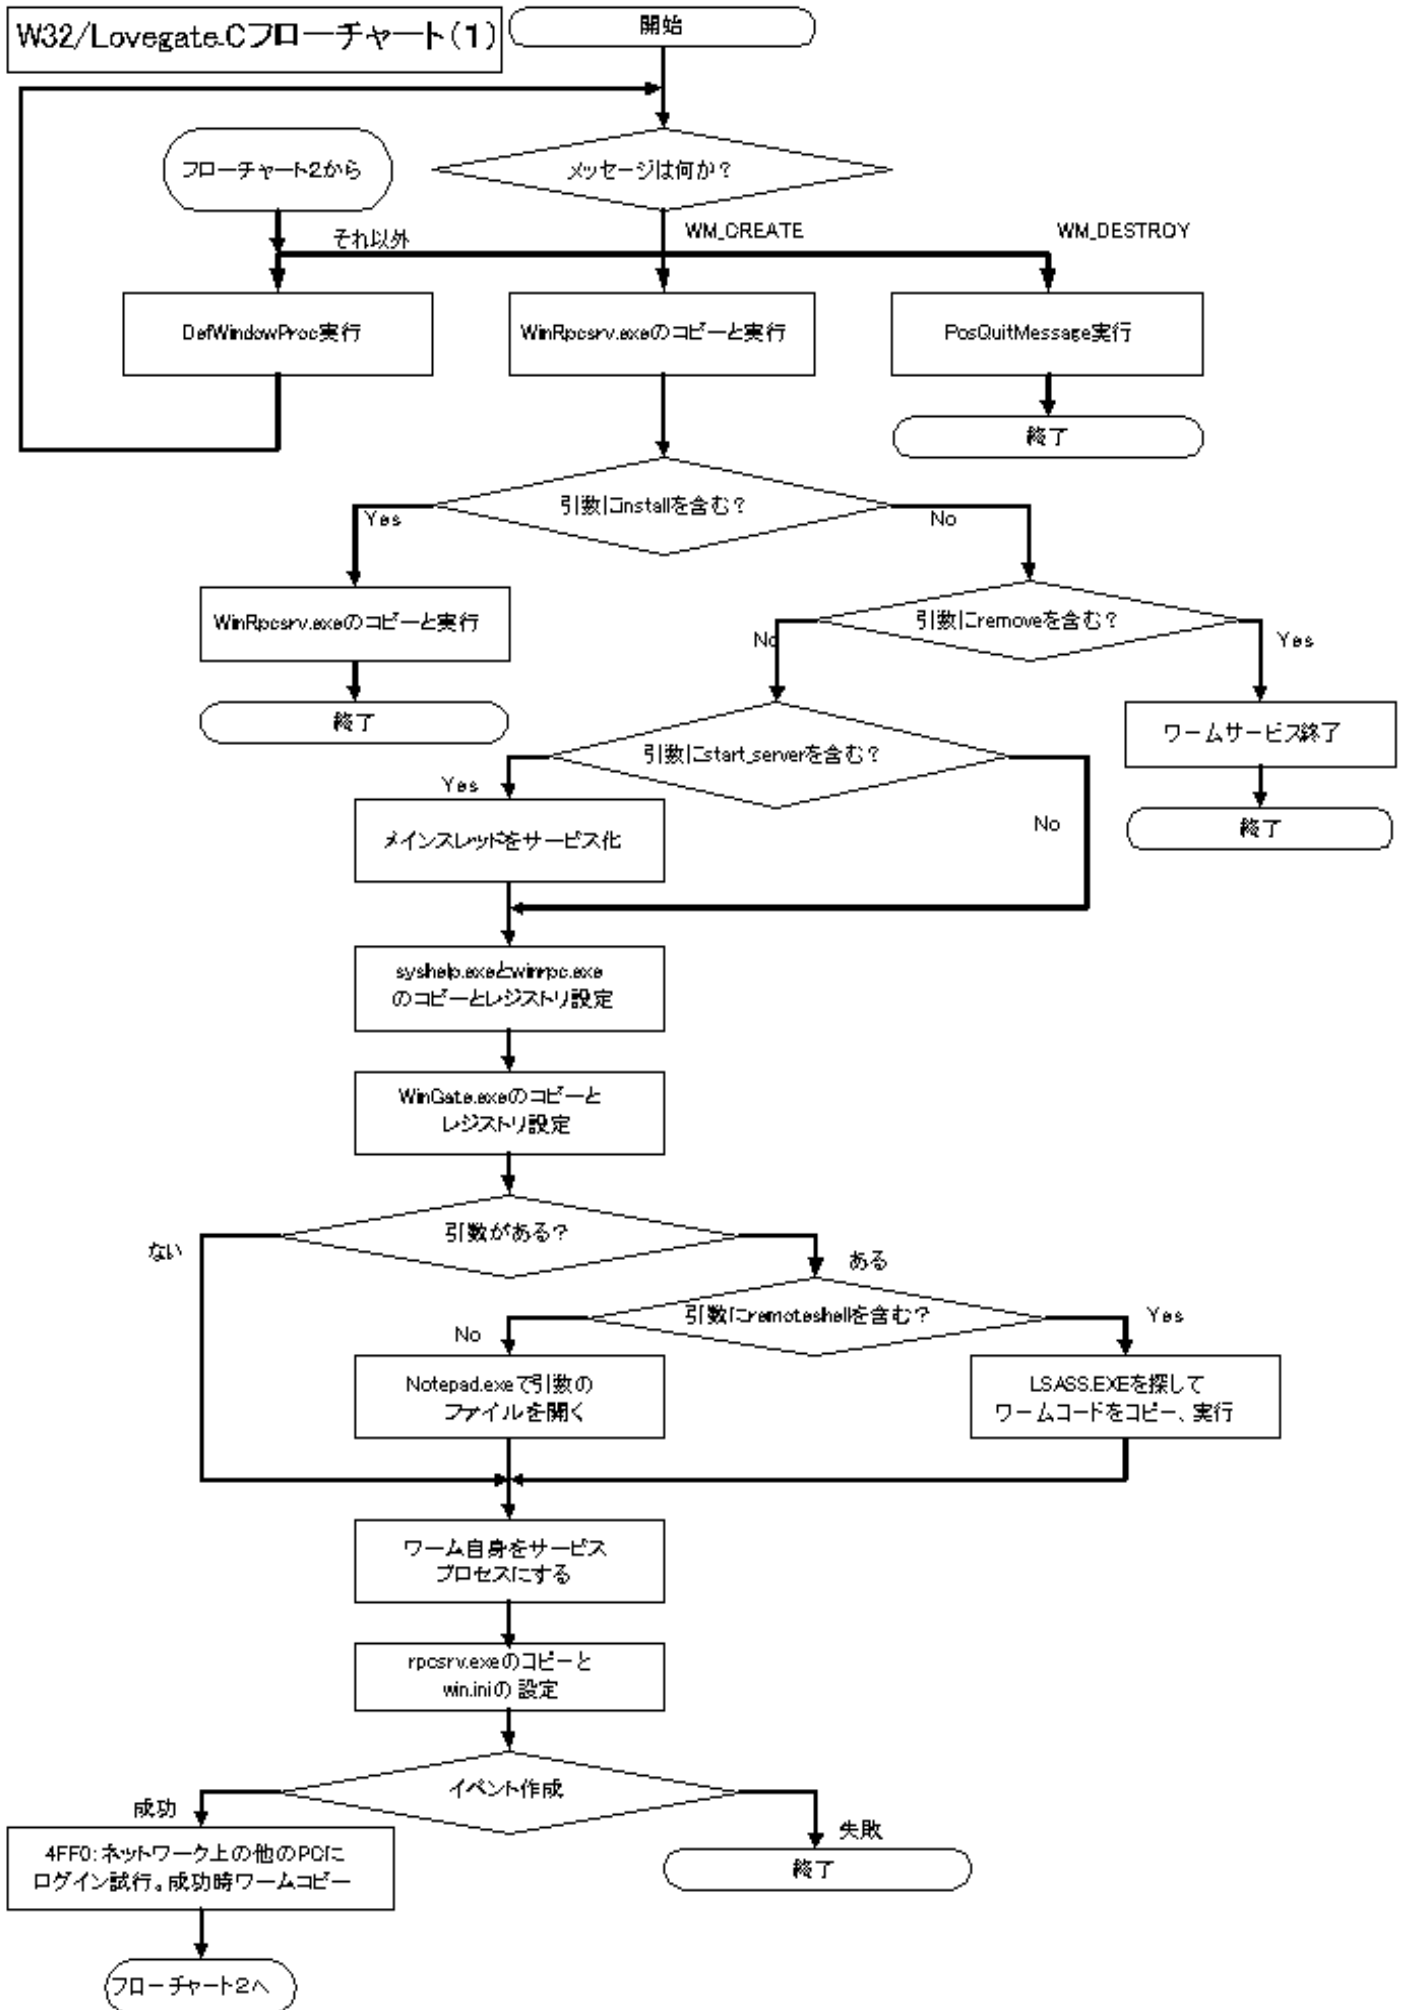 W32/Lovegate.Cフローチャート(1)
開始
フローチャート2から
メッセージは何か？
それ以外
WM_CREATE
WM_DESTROY
DefWindowProc実行
WinRpcsrv.exeのコピーと実行
PosQuitMessage実行
終了
引数にinstallを含む？
Yes
No
WinRpcsrv.exeのコピーと実行
引数にremoveを含む？
No
Yes
終了
ワームサービス終了
引数にstart_serverを含む？
Yes
No
終了
メインスレッドをサービス化
syshelp.exeとwinrpc.exe
のコピーとレジストリ設定
WinGate.exeのコピーと
レジストリ設定
引数がある？
ない
ある
引数にremoteshellを含む？
No
Yes
Notepad.exeで引数の
ファイルを開く
LSASS.EXEを探して
ワームコードをコピー、実行
ワーム自身をサービス
プロセスにする
rpcsrv.exeのコピーと
win.iniの 設定
イベント作成
成功
失敗
4FF0:ネットワーク上の他のPCに
ログイン試行。成功時ワームコピー
終了
フローチャート2へ